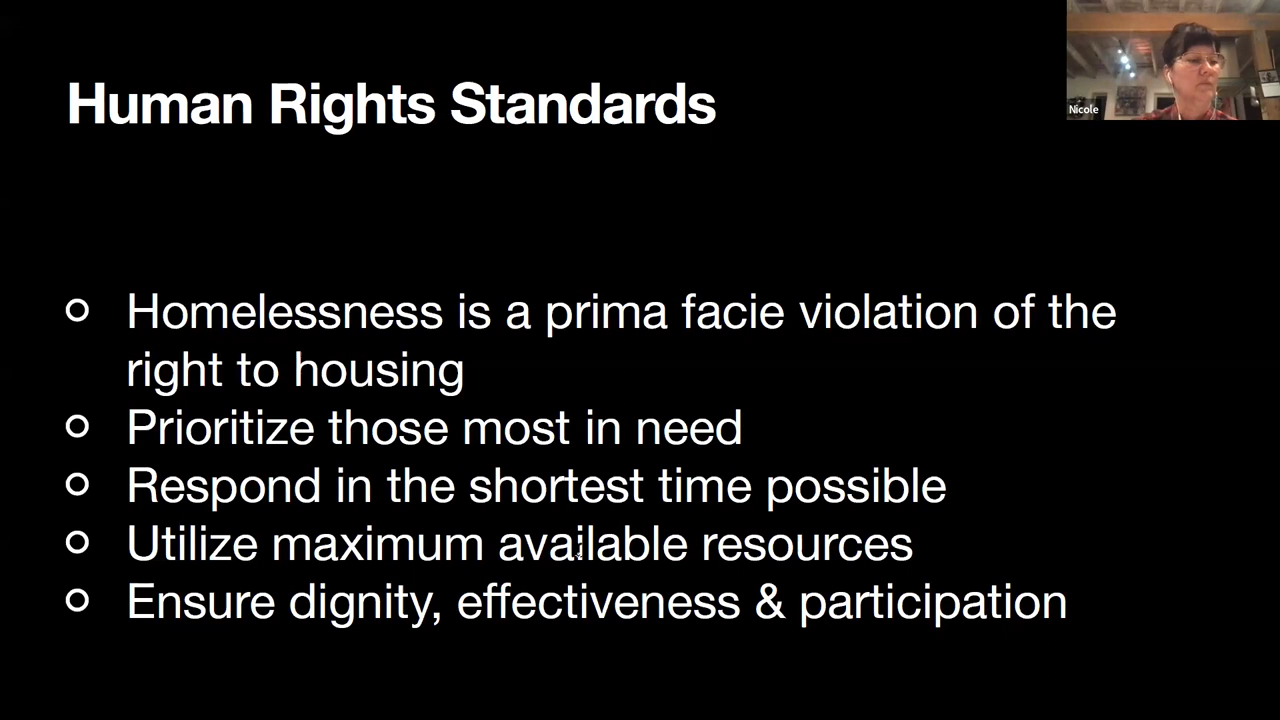 Human Rights Standards
Nicole
Homelessness is a prima facie violation of the
right to housing
Prioritize those most in need
Respond in the shortest time possible
Utilize maximum available resources
Ensure dignity, effectiveness & participation